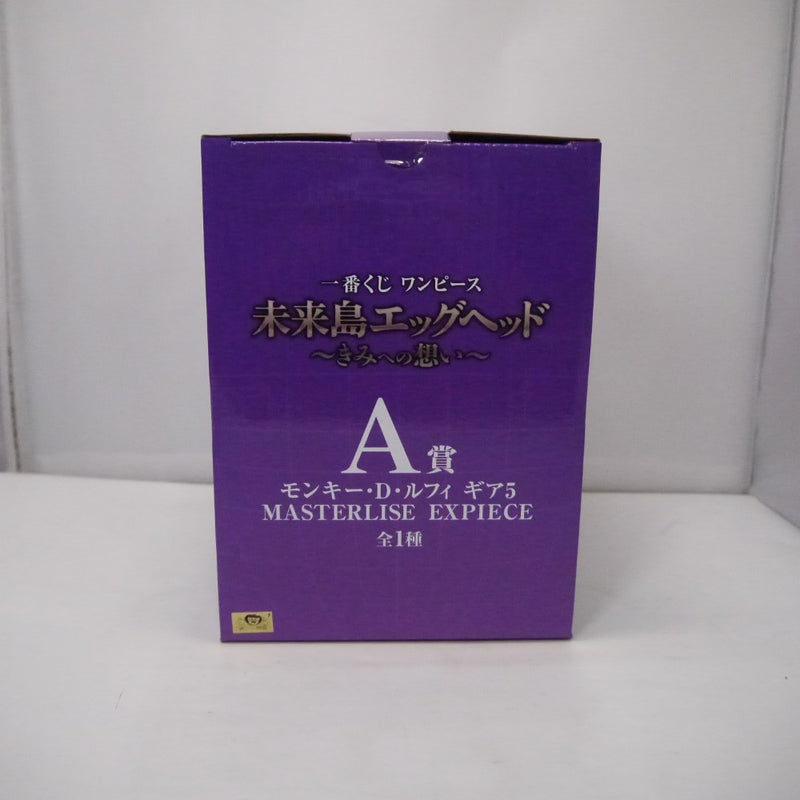 一番くじ ワンピース
未来島エッグヘッド
～きみへの想い～
A賞
モンキー・D・ルフィ ギア5
MASTERLISE EXPIECE
全1種